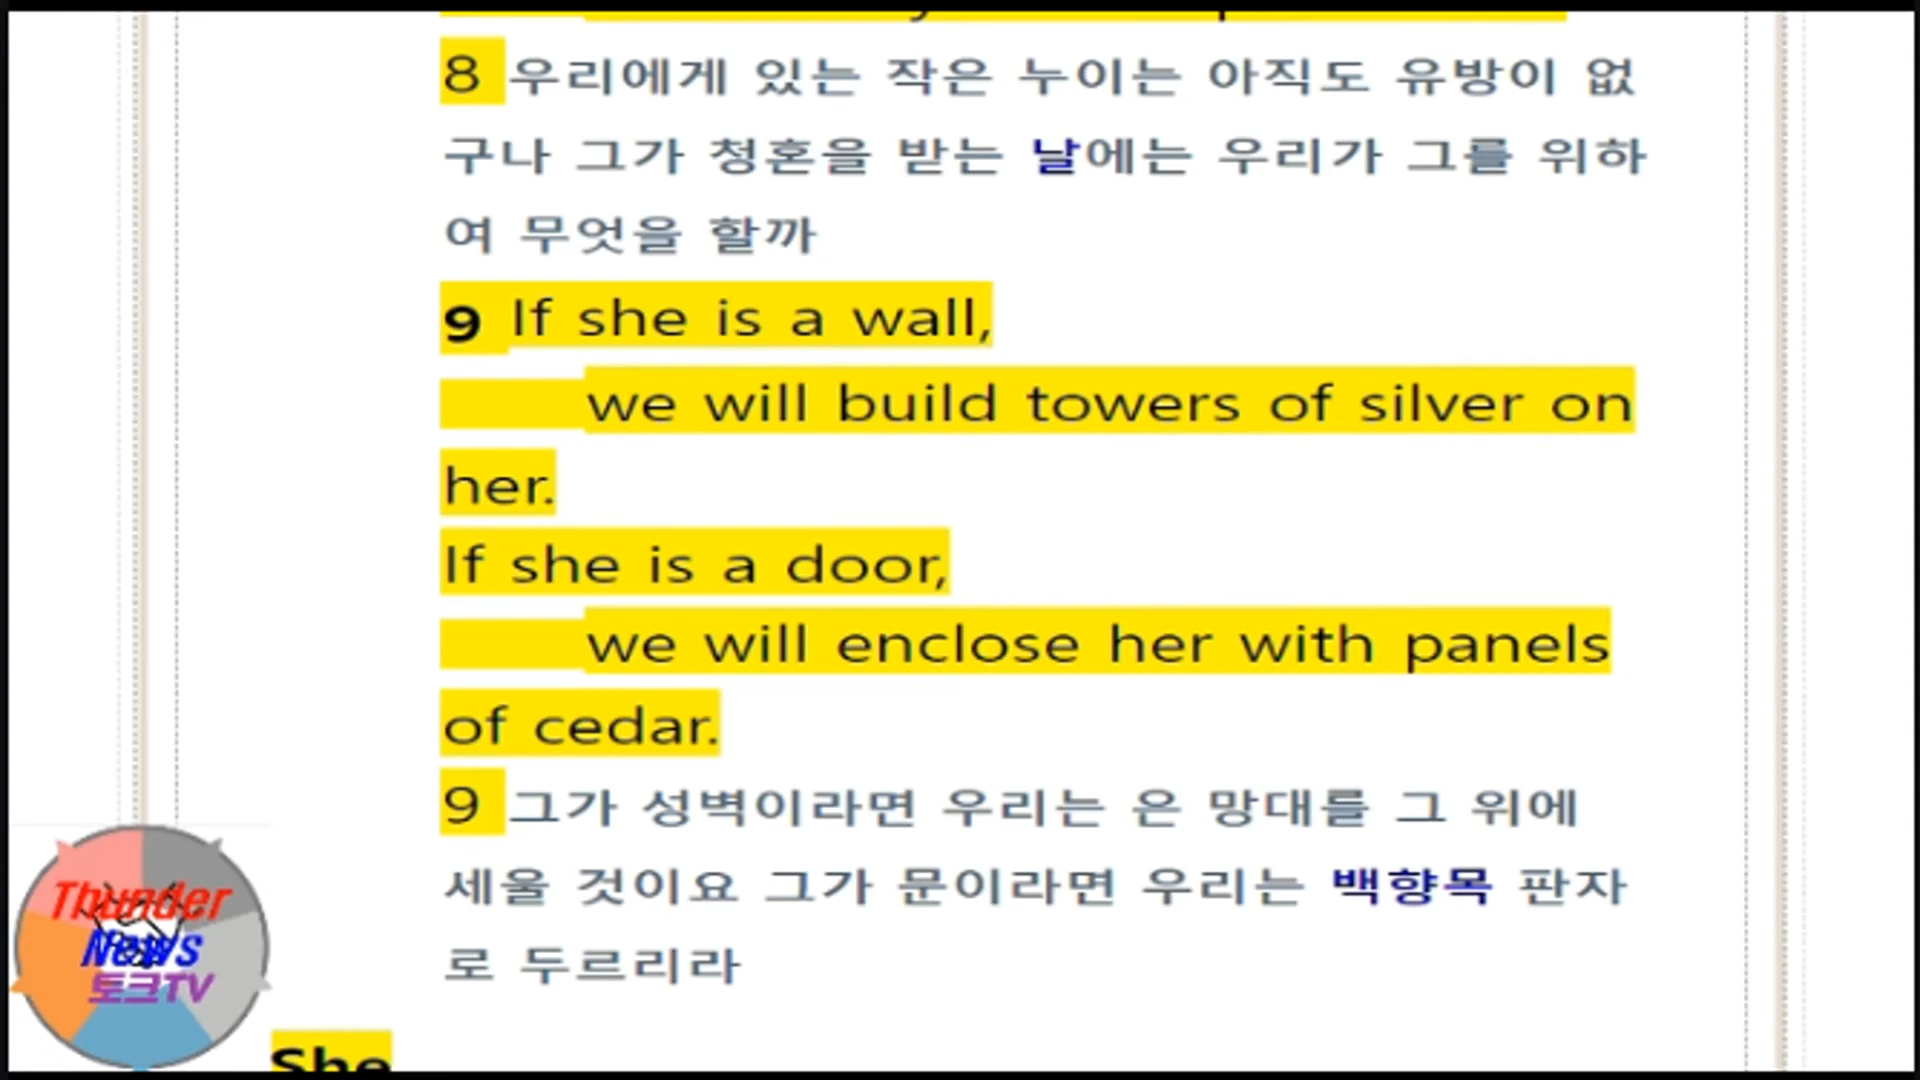 8 우리에게 있는 작은 누이는 아직도 유방이 없
구나 그가 청혼을 받는 날에는 우리가 그를 위하
여 무엇을 할까
9 If she is a wall,
we will build towers of silver on
her.
If she is a door,
we will enclose her with panels
of cedar.
9 그가 성벽이라면 우리는 은 망대를 그 위에
세울 것이요 그가 문이라면 우리는 백향목 판자
로 두르리라
Thunder
News
토크TV
She